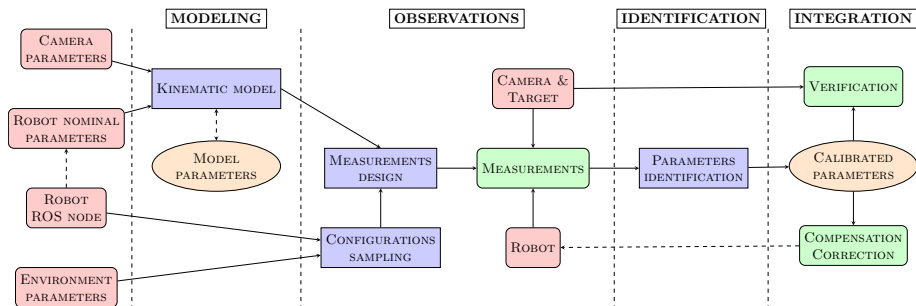 MODELING
OBSERVATIONS
IDENTIFICATION
INTEGRATION
CAMERA
PARAMETERS
ROBOT NOMINAL
PARAMETERS
ROBOT
ROS NODE
ENVIRONMENT
PARAMETERS
KINEMATIC MODEL
MODEL
PARAMETERS
MEASUREMENTS
DESIGN
CONFIGURATIONS
SAMPLING
CAMERA &
TARGET
MEASUREMENTS
ROBOT
PARAMETERS
IDENTIFICATION
VERIFICATION
CALIBRATED
PARAMETERS
COMPENSATION
CORRECTION